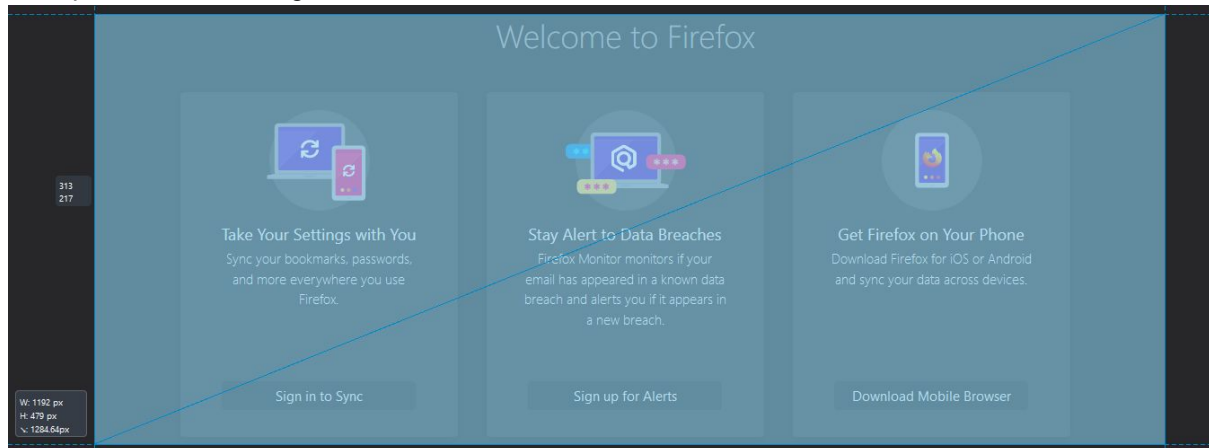 Welcome to Firefox
313
217
Take Your Settings with You
Sync your bookmarks, passwords,
and more everywhere you use
Firefox.
Sign in to Sync
Stay Alert to Data Breaches
Firefox Monitor monitors if your
email has appeared in a known data
breach and alerts you if it appears in
a new breach.
Sign up for Alerts
Get Firefox on Your Phone
Download Firefox for iOS or Android
and sync your data across devices.
Download Mobile Browser
W: 1192 px
H: 479 px
⤡: 1284.64px